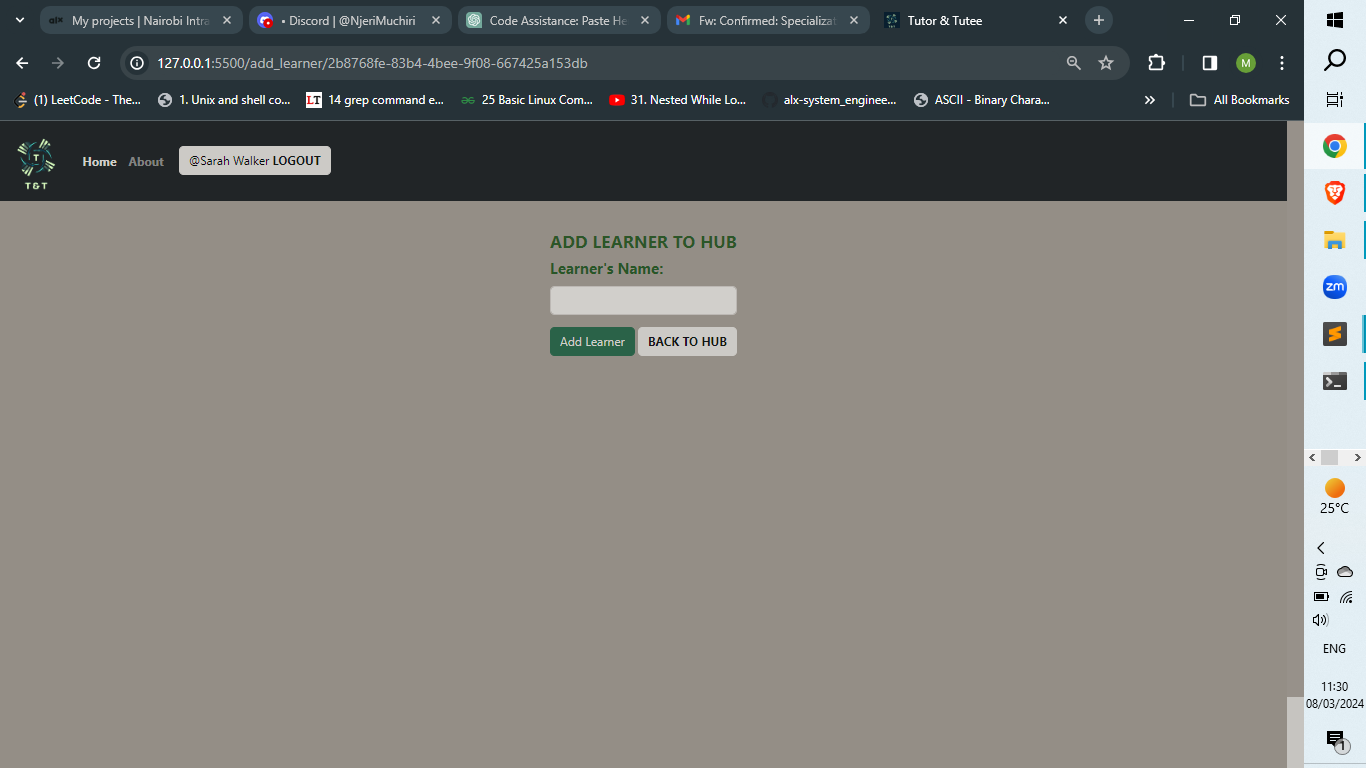 alx My projects | Nairobi Intra
• Discord | @NjeriMuchiri
Code Assistance: Paste He
Fw: Confirmed: Specializat
Tutor & Tutee
127.0.0.1:5500/add_learner/2b8768fe-83b4-4bee-9f08-667425a153db
M
(1) LeetCode - The...
1. Unix and shell co...
LT 14 grep command e...
25 Basic Linux Com...
31. Nested While Lo...
alx-system_enginee...
ASCII - Binary Chara...
All Bookmarks
T
T&T
Home
About
@Sarah Walker LOGOUT
ADD LEARNER TO HUB
Learner's Name:
Add Learner
BACK TO HUB
zm
25°C
ENG
11:30
08/03/2024
1